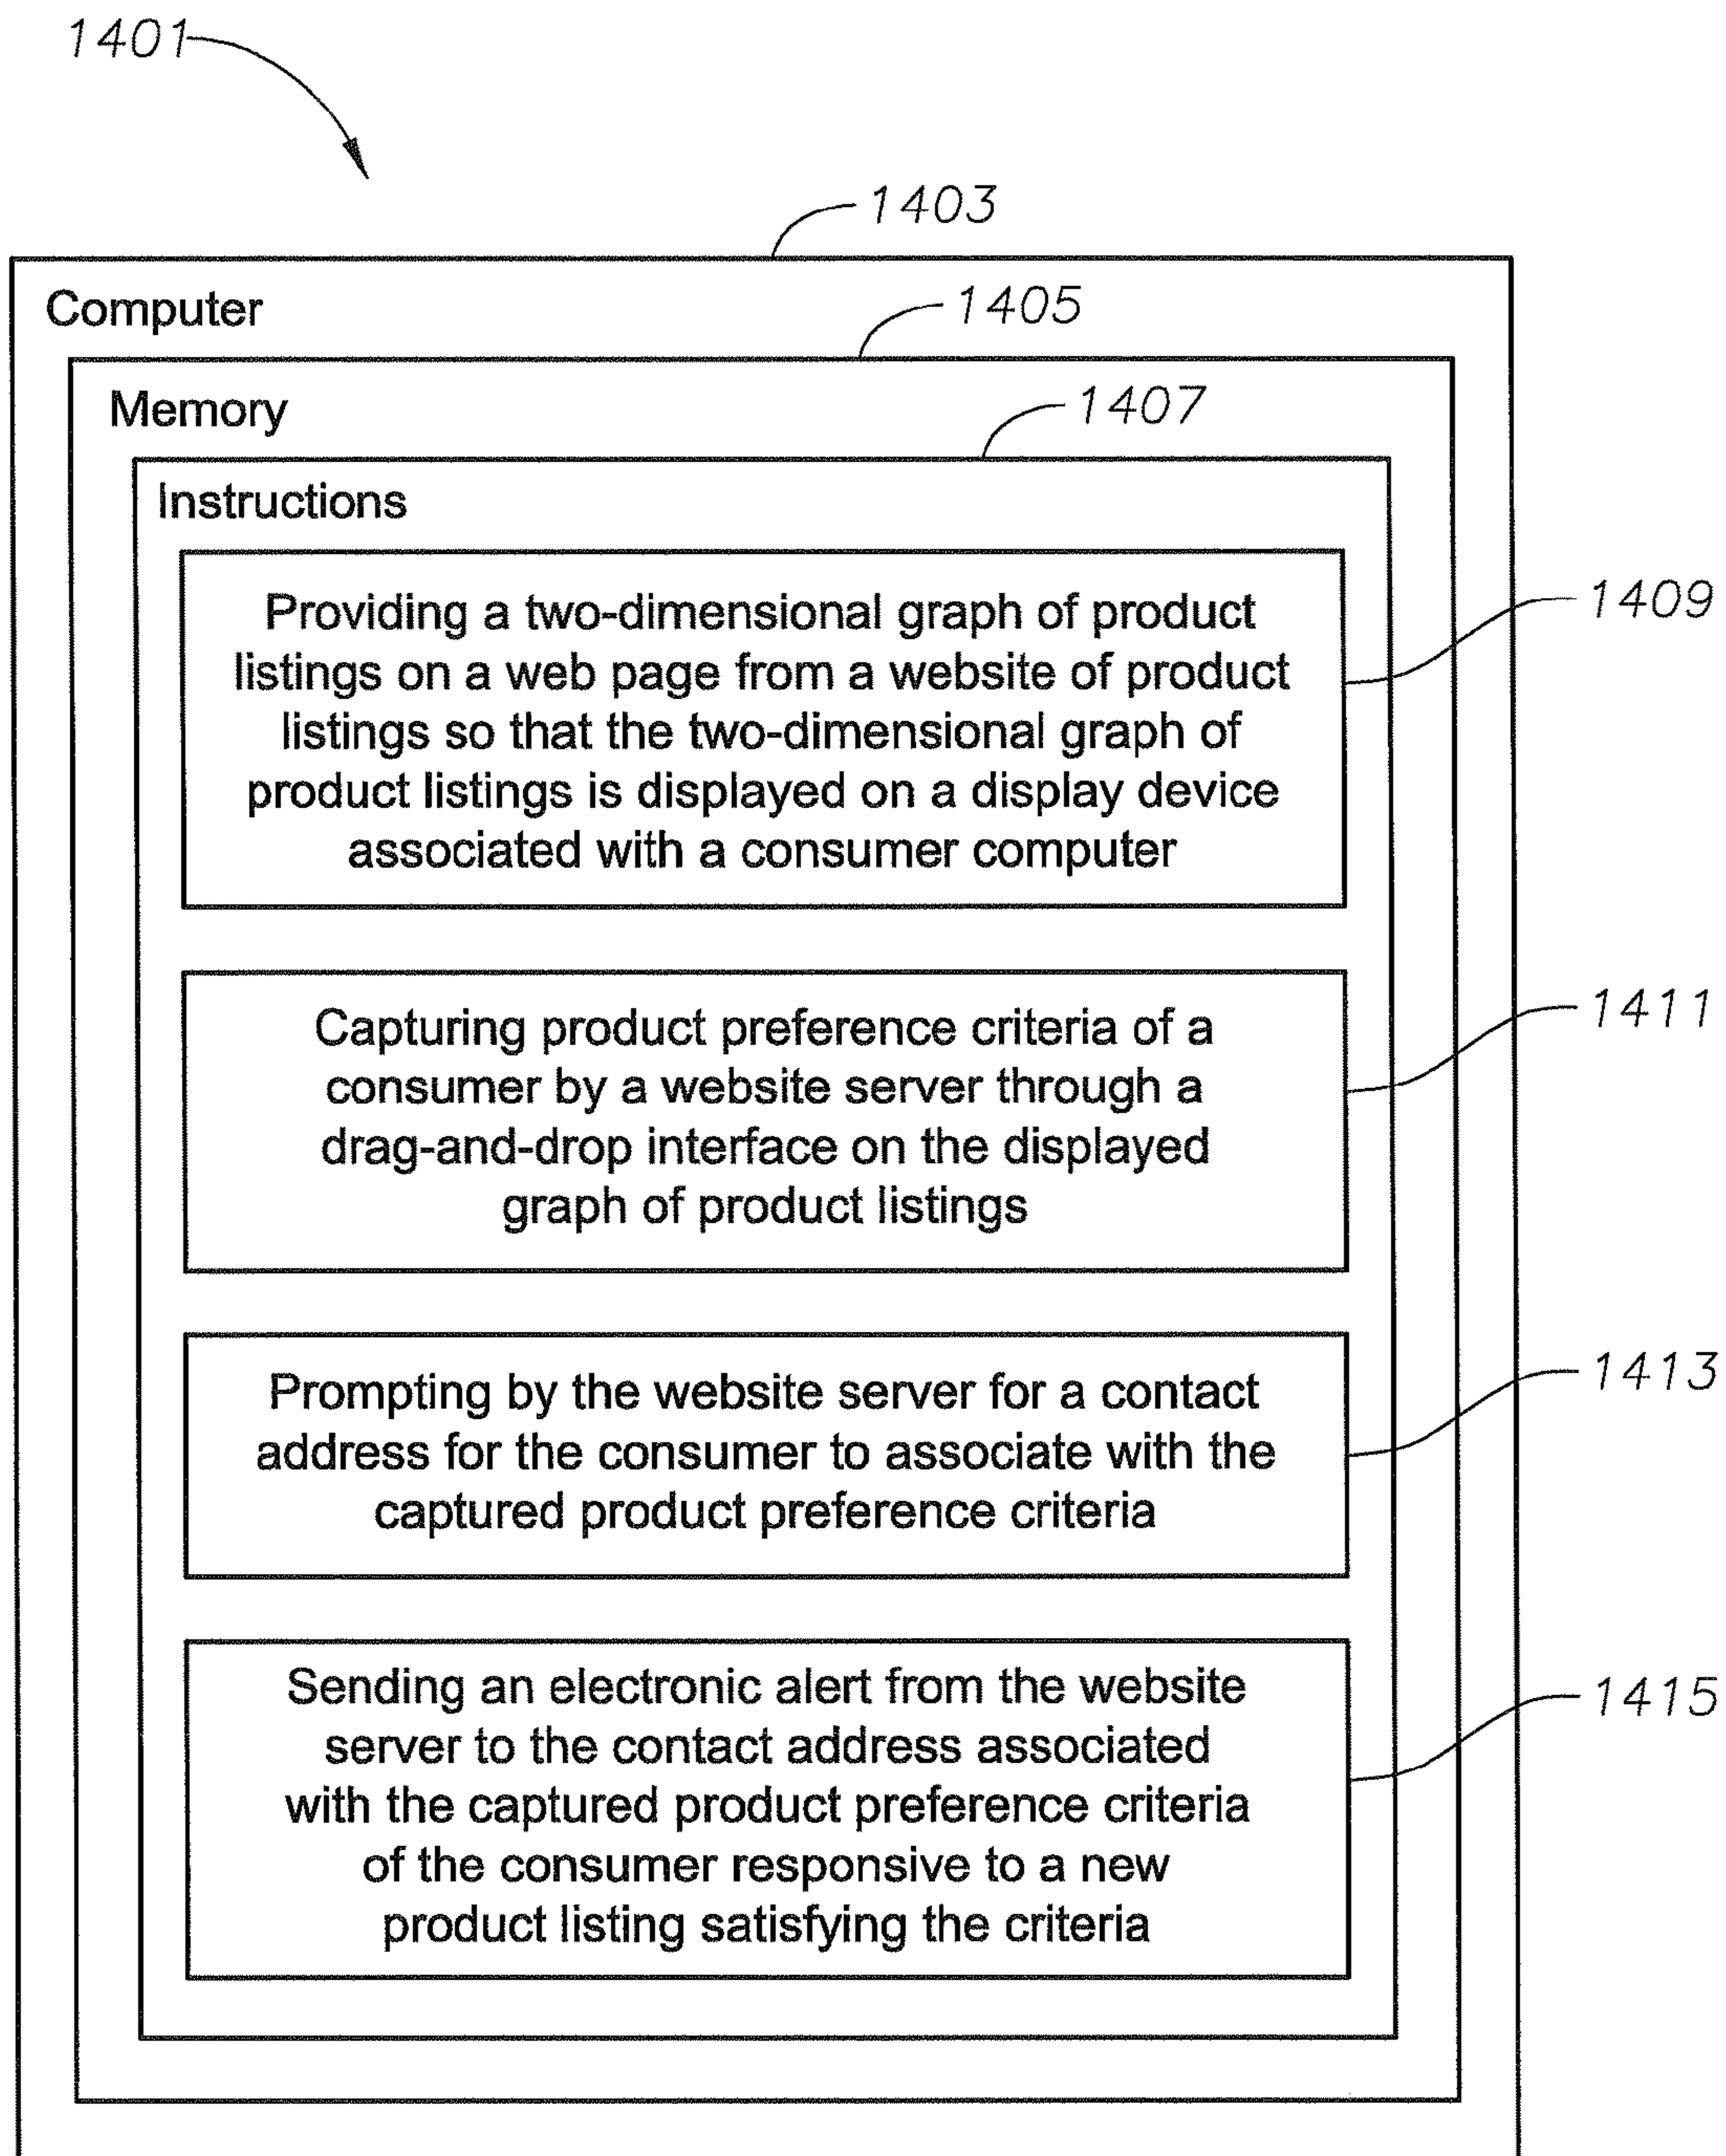 1401
1403
Computer
1405
Memory
1407
Instructions
Providing a two-dimensional graph of product
listings on a web page from a website of product
listings so that the two-dimensional graph of
product listings is displayed on a display device
associated with a consumer computer
1409
Capturing product preference criteria of a
consumer by a website server through a
drag-and-drop interface on the displayed
graph of product listings
1411
Prompting by the website server for a contact
address for the consumer to associate with the
captured product preference criteria
1413
Sending an electronic alert from the website
server to the contact address associated
with the captured product preference criteria
of the consumer responsive to a new
product listing satisfying the criteria
1415